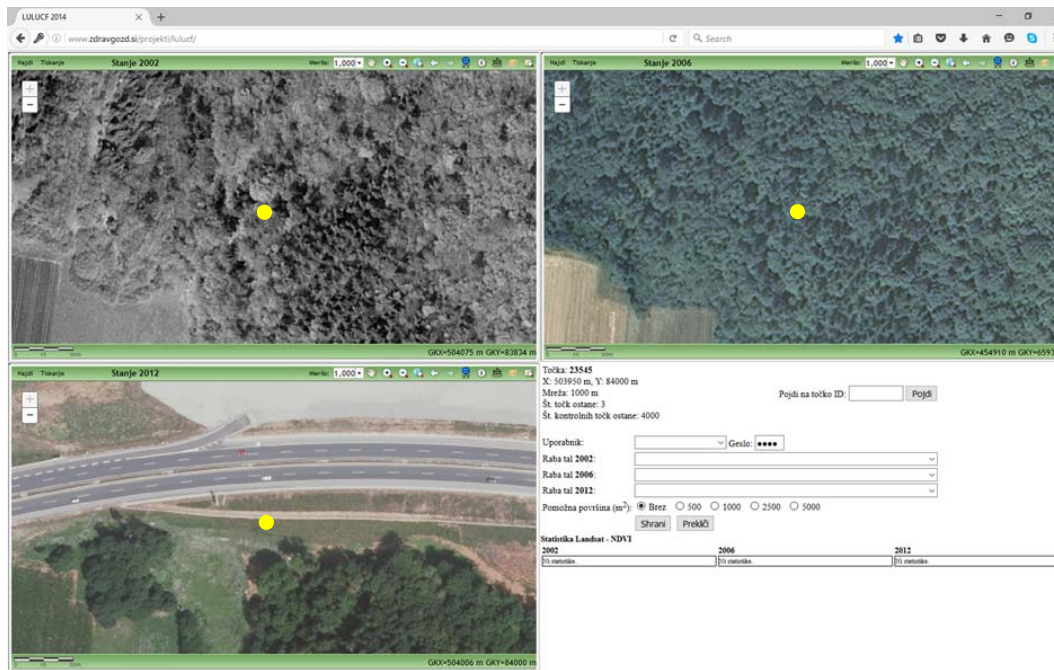 LULUCF 2014
www.zdravgozd.si/projekti/lulucf/
Search
Najdi Tiskanje Stanje 2002 Merilo: 1,000
GKX=504075 m GKY=83834 m
Najdi Tiskanje Stanje 2006 Merilo: 1,000
GKX=454910 m GKY=6593
Najdi Tiskanje Stanje 2012 Merilo: 1,000
GKX=504006 m GKY=84000 m
Točka: 23545
X: 503950 m, Y: 84000 m
Mreža: 1000 m
Pojdi na točko ID: Pojdi
Št. točk ostane: 3
Št. kontrolnih točk ostane: 4000
Uporabnik: Geslo:
Raba tal 2002:
Raba tal 2006:
Raba tal 2012:
Pomožna površina (m²): Brez 500 1000 2500 5000
Shrani Prekliči
Statistika Landsat - NDVI
2002 2006 2012
Ni statistike. Ni statistike. Ni statistike.